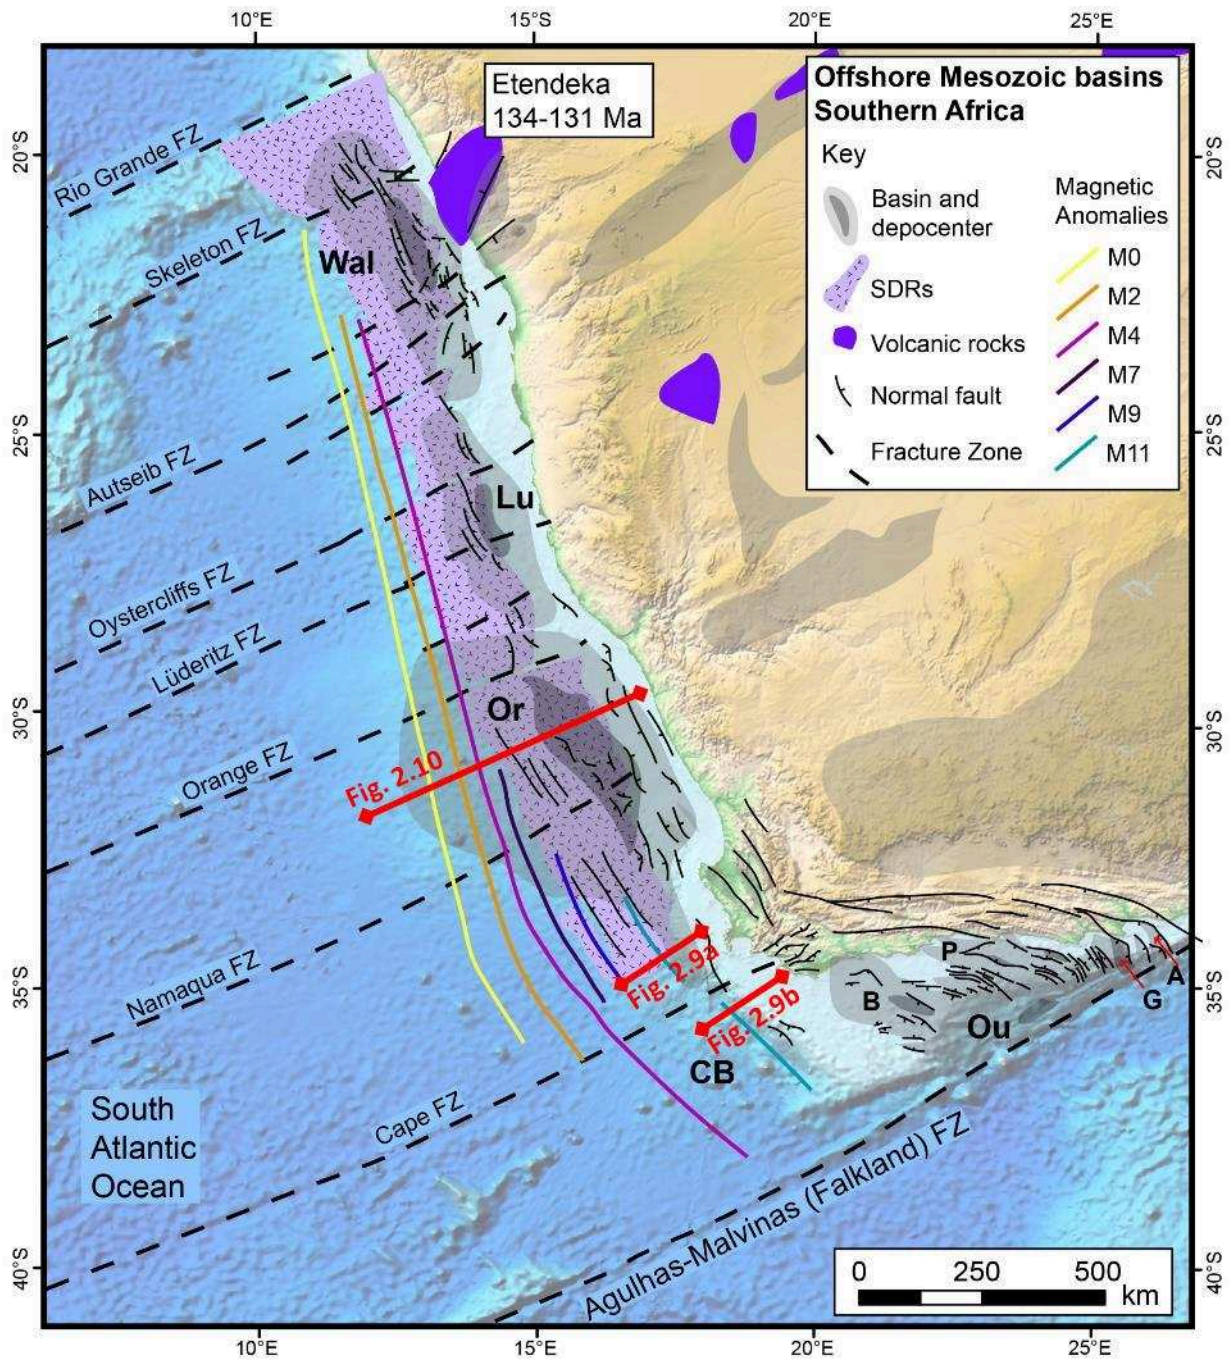 10°E
15°S
20°E
25°E
Etendeka
134-131 Ma
Offshore Mesozoic basins
Southern Africa
Key
Basin and
depocenter
SDRs
Volcanic rocks
Normal fault
Fracture Zone
Magnetic
Anomalies
M0
M2
M4
M7
M9
M11
20°S
20°S
Rio Grande FZ
Skeleton FZ
Wal
25°S
25°S
Autseib FZ
Lu
Oystercliffs FZ
Lüderitz FZ
30°S
30°S
Or
Orange FZ
Fig. 2.10
Namaqua FZ
Fig. 2.9a
Fig. 2.9b
P
B
A
G
Ou
35°S
35°S
CB
Cape FZ
South
Atlantic
Ocean
Agulhas-Malvinas (Falkland) FZ
40°S
40°S
0 250 500
km
10°E
15°E
20°E
25°E